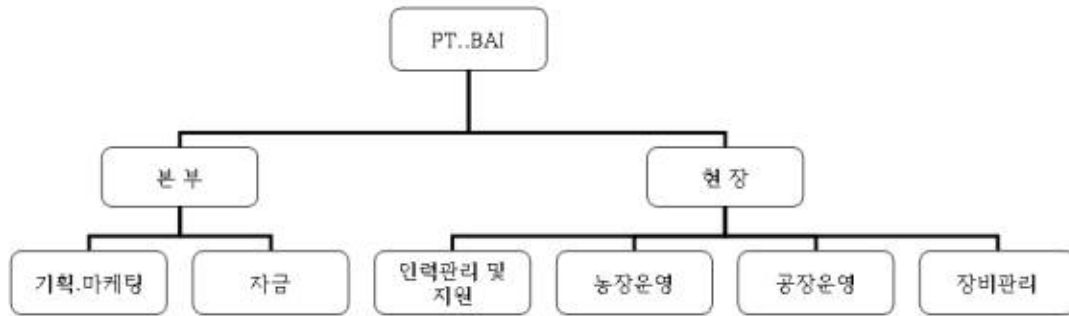 PT..BAI
본 부
현 장
기획.마케팅
자금
인력관리 및
지원
농장운영
공장운영
장비관리